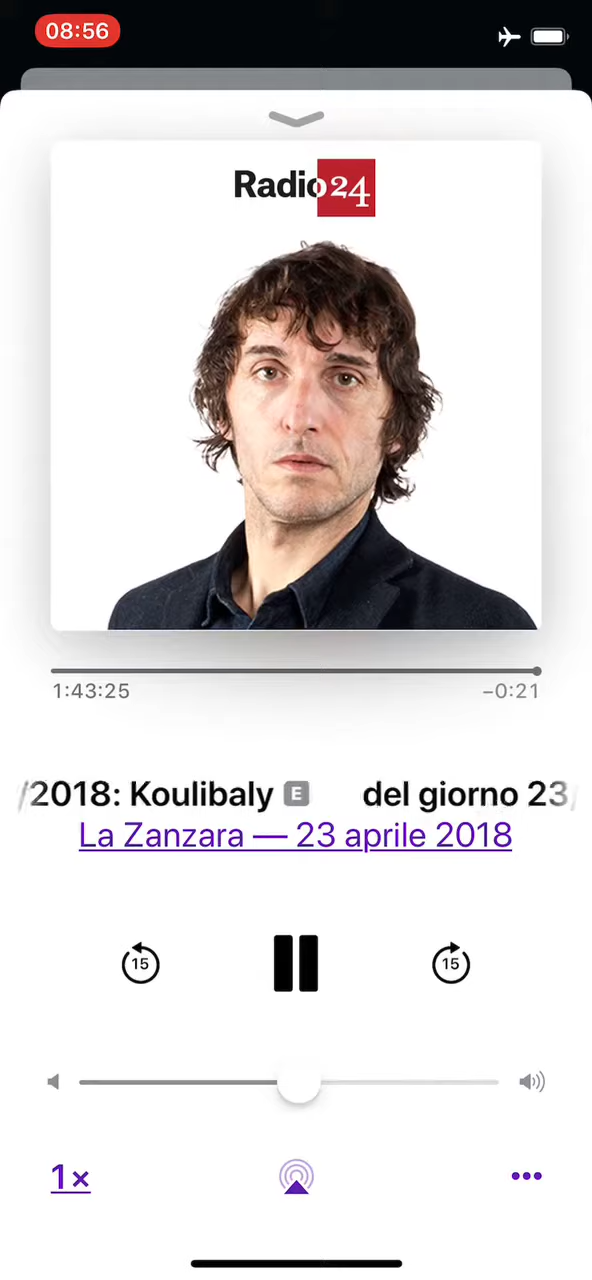 08:56
Radio24
1:43:25
−0:21
/2018: Koulibaly E del giorno 23/
La Zanzara — 23 aprile 2018
15
15
1×